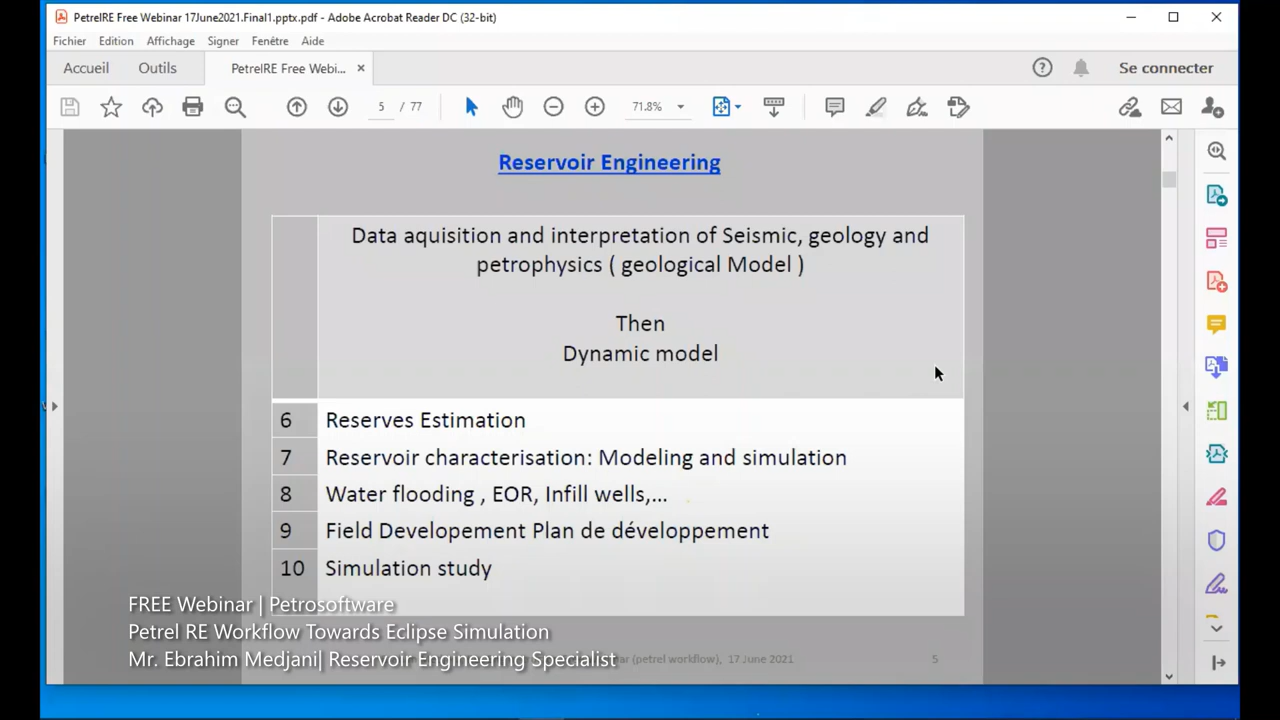 PetrelRE Free Webinar 17June2021.Final1.pptx.pdf - Adobe Acrobat Reader DC (32-bit)
Fichier Edition Affichage Signer Fenêtre Aide
Accueil Outils PetrelRE Free Webi... × Se connecter
5 / 77 71.8%
Reservoir Engineering
Data aquisition and interpretation of Seismic, geology and
petrophysics ( geological Model )
Then
Dynamic model
6 Reserves Estimation
7 Reservoir characterisation: Modeling and simulation
8 Water flooding , EOR, Infill wells,...
9 Field Developement Plan de développement
10 Simulation study
FREE Webinar | Petrosoftware
Petrel RE Workflow Towards Eclipse Simulation
Mr. Ebrahim Medjani| Reservoir Engineering Specialist
(petrel workflow), 17 June 2021 5